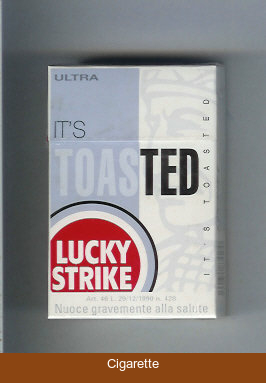 ULTRA
IT'S
TOASTED
LUCKY
STRIKE
IT'S TOASTED
Art. 46 L. 29/12/1990 n. 428
Nuoce gravemente alla salute
Cigarette